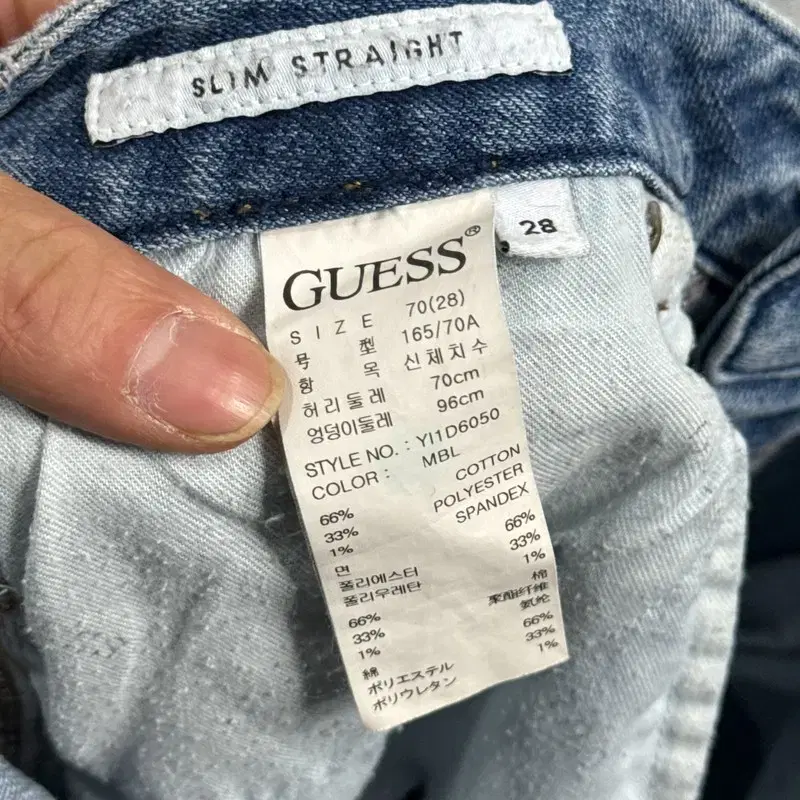 SLIM STRAIGHT
28
GUESS®
SIZE 70(28)
号型 165/70A
항목 신체치수
허리둘레 70cm
엉덩이둘레 96cm
STYLE NO. : YI1D6050
COLOR : MBL
66% COTTON
33% POLYESTER
1% SPANDEX
면 66%
폴리에스터 33%
폴리우레탄 1%
66% 棉
33% 聚酯纤维
1% 氨纶
綿 66%
ポリエステル 33%
ポリウレタン 1%